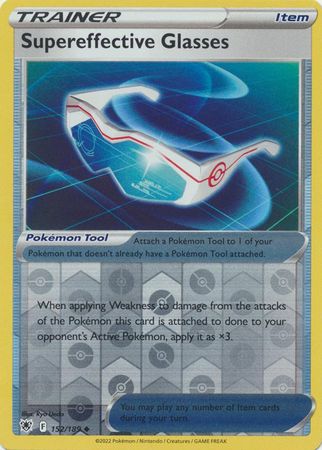 TRAINER Item
Supereffective Glasses
Pokémon Tool Attach a Pokémon Tool to 1 of your
Pokémon that doesn't already have a Pokémon Tool attached.
When applying Weakness to damage from the attacks
of the Pokémon this card is attached to done to your
opponent's Active Pokémon, apply it as ×3.
Illus. Ryo Ueda
F 152/189
You may play any number of Item cards
during your turn.
©2022 Pokémon / Nintendo / Creatures / GAME FREAK